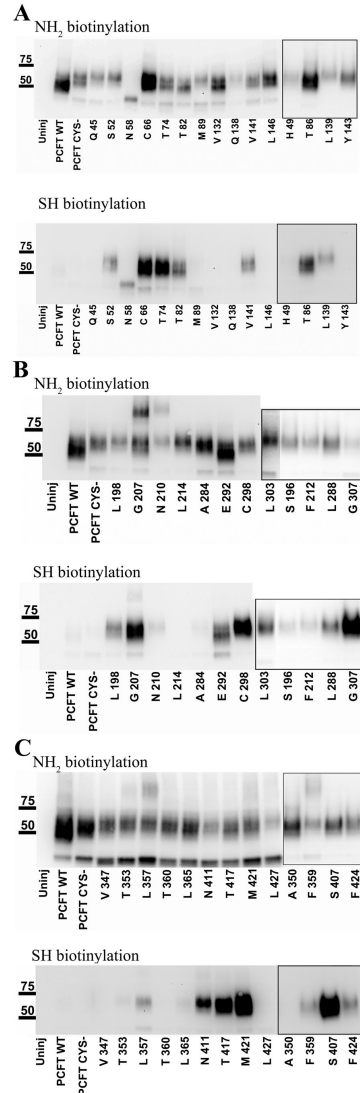 A
NH2 biotinylation
75
50
Uninj
PCFT WT
PCFT CYS-
Q 45
S 52
N 58
C 66
T 74
T 82
M 89
V 132
Q 138
V 141
L 146
H 49
T 86
L 139
Y 143
SH biotinylation
75
50
Uninj
PCFT WT
PCFT CYS-
Q 45
S 52
N 58
C 66
T 74
T 82
M 89
V 132
Q 138
V 141
L 146
H 49
T 86
L 139
Y 143
B
NH2 biotinylation
75
50
Uninj
PCFT WT
PCFT CYS-
L 198
G 207
N 210
L 214
A 284
E 292
C 298
L 303
S 196
F 212
L 288
G 307
SH biotinylation
75
50
Uninj
PCFT WT
PCFT CYS-
L 198
G 207
N 210
L 214
A 284
E 292
C 298
L 303
S 196
F 212
L 288
G 307
C
NH2 biotinylation
75
50
Uninj
PCFT WT
PCFT CYS-
V 347
T 353
L 357
T 360
L 365
N 411
T 417
M 421
L 427
A 350
F 359
S 407
F 424
SH biotinylation
75
50
Uninj
PCFT WT
PCFT CYS-
V 347
T 353
L 357
T 360
L 365
N 411
T 417
M 421
L 427
A 350
F 359
S 407
F 424